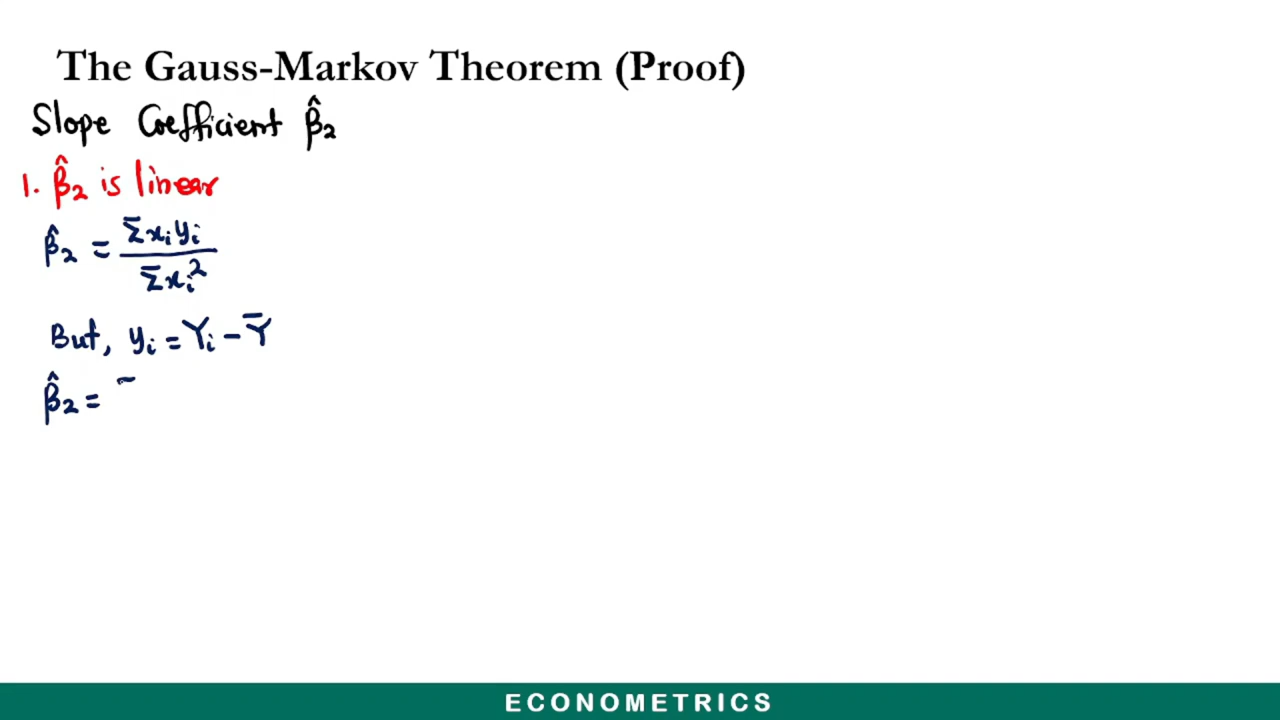 The Gauss-Markov Theorem (Proof)
Slope Coefficient β̂₂
1. β̂₂ is linear
β̂₂ = Σxᵢyᵢ / Σxᵢ²
But, yᵢ = Yᵢ − Ȳ
β̂₂ =
ECONOMETRICS